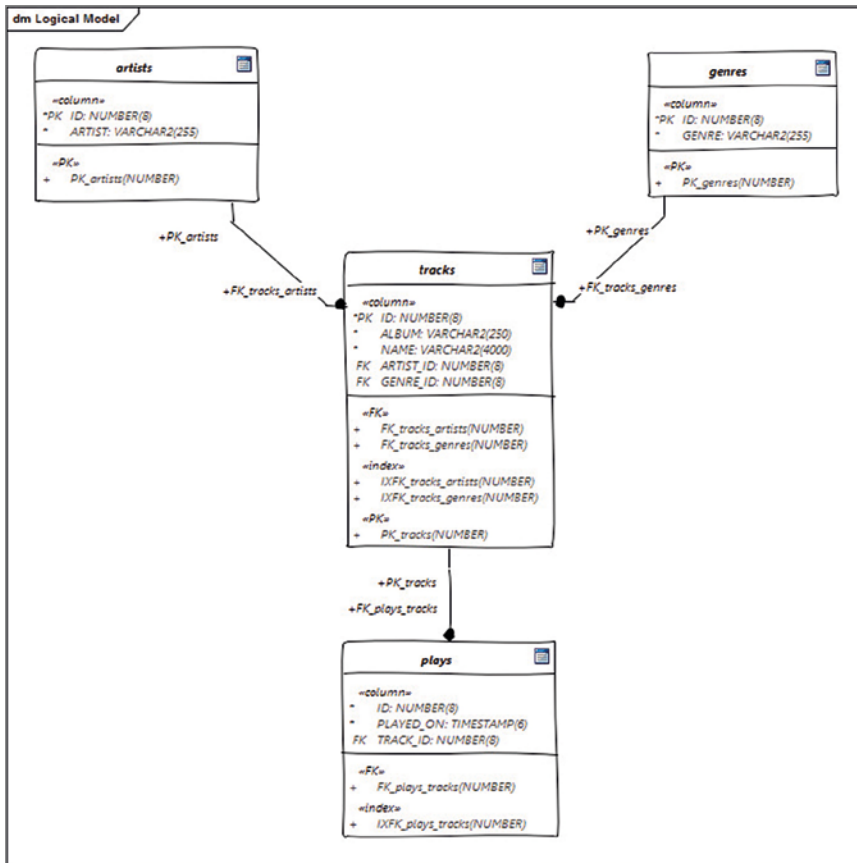 dm Logical Model
artists
«column»
*PK ID: NUMBER(8)
* ARTIST: VARCHAR2(255)
«PK»
+ PK_artists(NUMBER)
genres
«column»
*PK ID: NUMBER(8)
* GENRE: VARCHAR2(255)
«PK»
+ PK_genres(NUMBER)
+PK_artists
+PK_genres
+FK_tracks_artists
+FK_tracks_genres
tracks
«column»
*PK ID: NUMBER(8)
* ALBUM: VARCHAR2(250)
* NAME: VARCHAR2(4000)
FK ARTIST_ID: NUMBER(8)
FK GENRE_ID: NUMBER(8)
«FK»
+ FK_tracks_artists(NUMBER)
+ FK_tracks_genres(NUMBER)
«index»
+ IXFK_tracks_artists(NUMBER)
+ IXFK_tracks_genres(NUMBER)
«PK»
+ PK_tracks(NUMBER)
+PK_tracks
+FK_plays_tracks
plays
«column»
* ID: NUMBER(8)
* PLAYED_ON: TIMESTAMP(6)
FK TRACK_ID: NUMBER(8)
«FK»
+ FK_plays_tracks(NUMBER)
«index»
+ IXFK_plays_tracks(NUMBER)